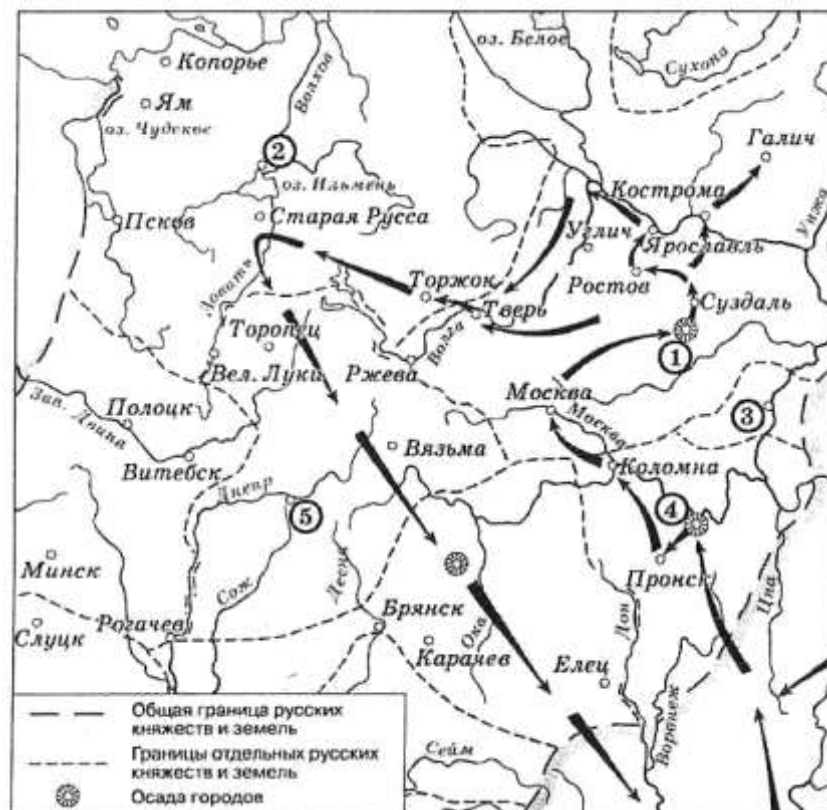 оз. Белое
Сухона
Копорье
Волхов
Ям
оз. Чудское
Галич
2
оз. Ильмень
Кострома
Унжа
Псков
Старая Русса
Углич
Ярославль
Ловать
Торжок
Ростов
Суздаль
Тверь
Торопец
Волга
1
Вел. Луки
Ржева
Москва
Москва
Зап. Двина
Полоцк
3
Вязьма
Витебск
Коломна
Днепр
5
4
Минск
Десна
Пронск
Цна
Сож
Слуцк
Рогачев
Брянск
Ока
Дон
Карачев
Елец
Воронеж
Сейм
Общая граница русских
княжеств и земель
Границы отдельных русских
княжеств и земель
Осада городов